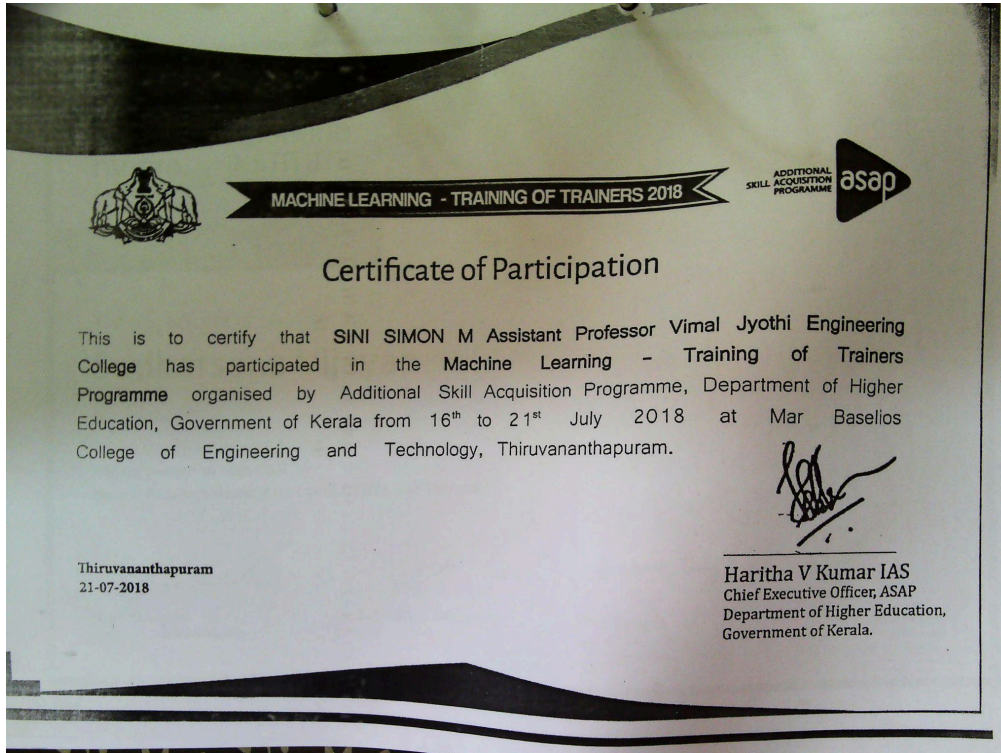 MACHINE LEARNING - TRAINING OF TRAINERS 2018
ADDITIONAL
SKILL ACQUISITION
PROGRAMME
asap
Certificate of Participation
This is to certify that SINI SIMON M Assistant Professor Vimal Jyothi Engineering
College has participated in the Machine Learning – Training of Trainers
Programme organised by Additional Skill Acquisition Programme, Department of Higher
Education, Government of Kerala from 16th to 21st July 2018 at Mar Baselios
College of Engineering and Technology, Thiruvananthapuram.
Thiruvananthapuram
21-07-2018
Haritha V Kumar IAS
Chief Executive Officer, ASAP
Department of Higher Education,
Government of Kerala.